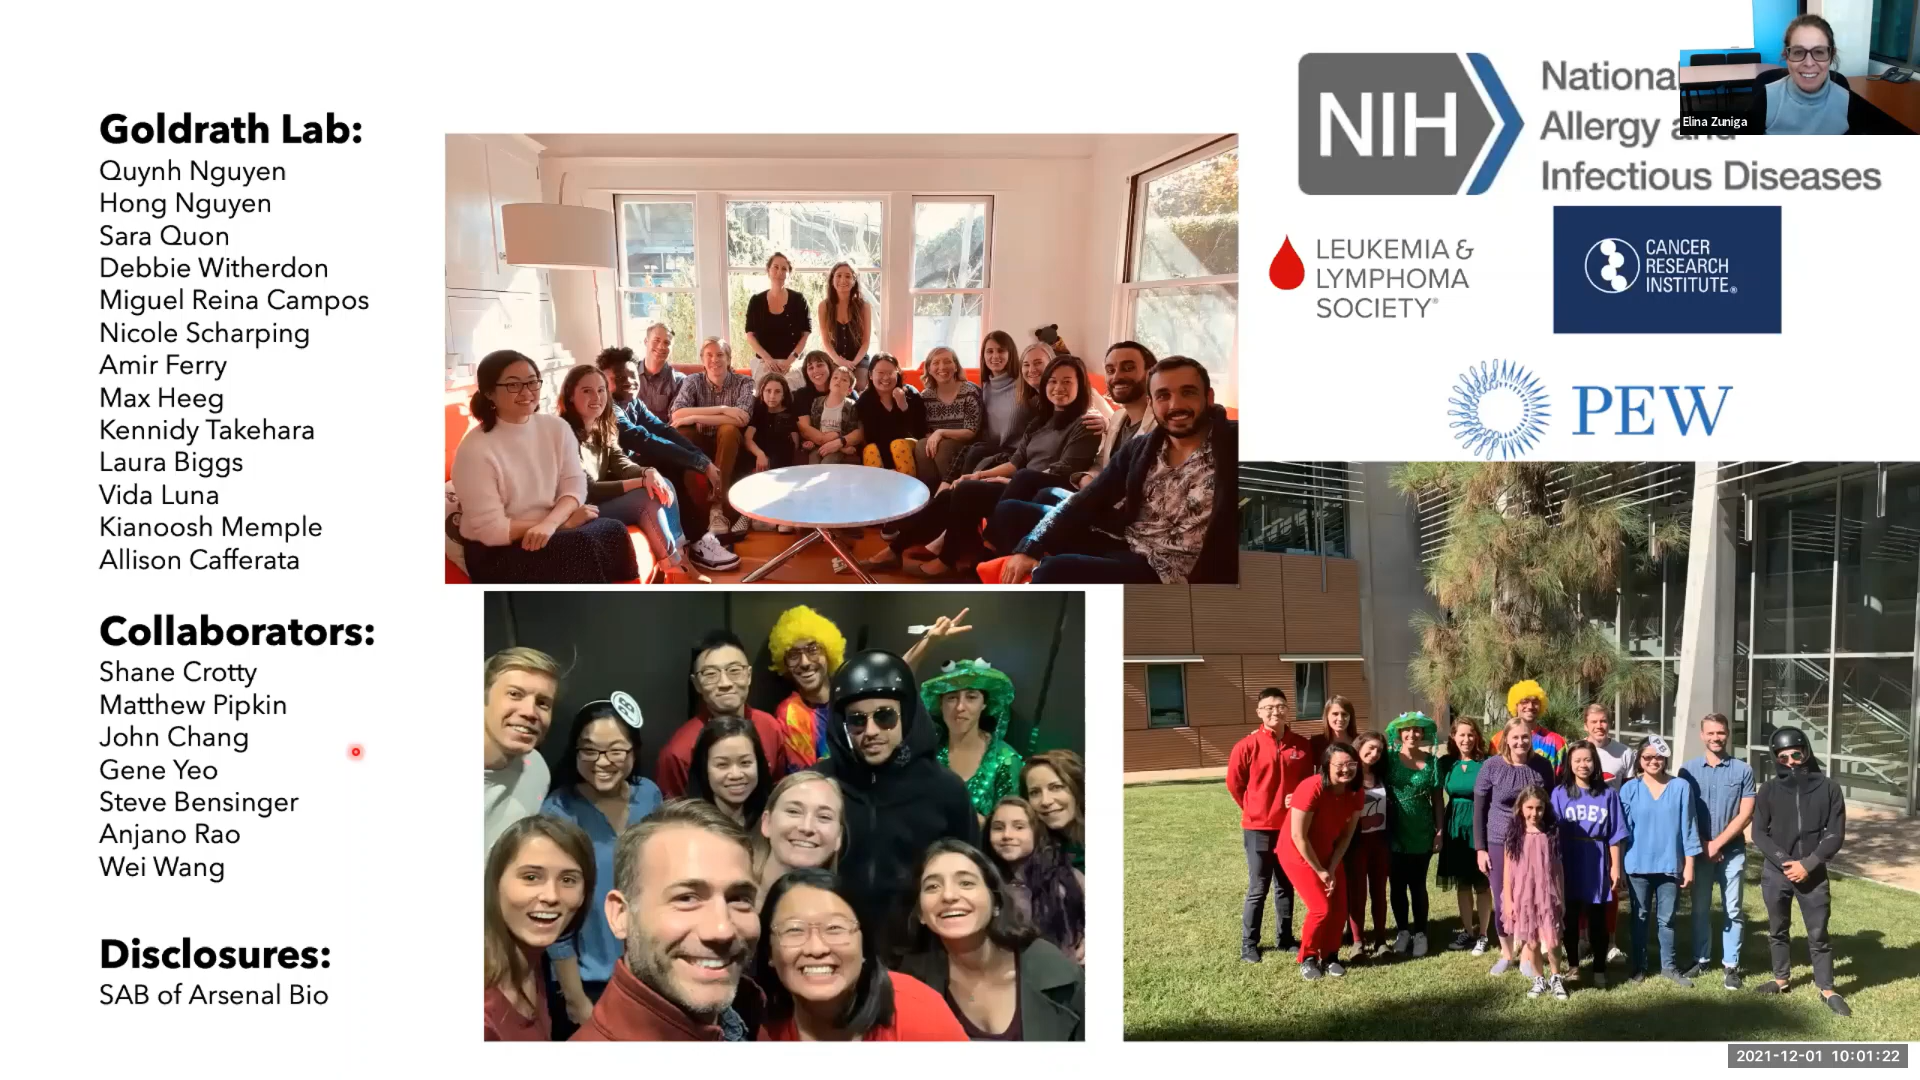 Goldrath Lab:
Quynh Nguyen
Hong Nguyen
Sara Quon
Debbie Witherdon
Miguel Reina Campos
Nicole Scharping
Amir Ferry
Max Heeg
Kennidy Takehara
Laura Biggs
Vida Luna
Kianoosh Memple
Allison Cafferata
Collaborators:
Shane Crotty
Matthew Pipkin
John Chang
Gene Yeo
Steve Bensinger
Anjano Rao
Wei Wang
Disclosures:
SAB of Arsenal Bio
NIH
Nationa
Allergy and
Infectious Diseases
Elina Zuniga
LEUKEMIA &
LYMPHOMA
SOCIETY®
CANCER
RESEARCH
INSTITUTE®
PEW
OBEY
2021-12-01 10:01:22